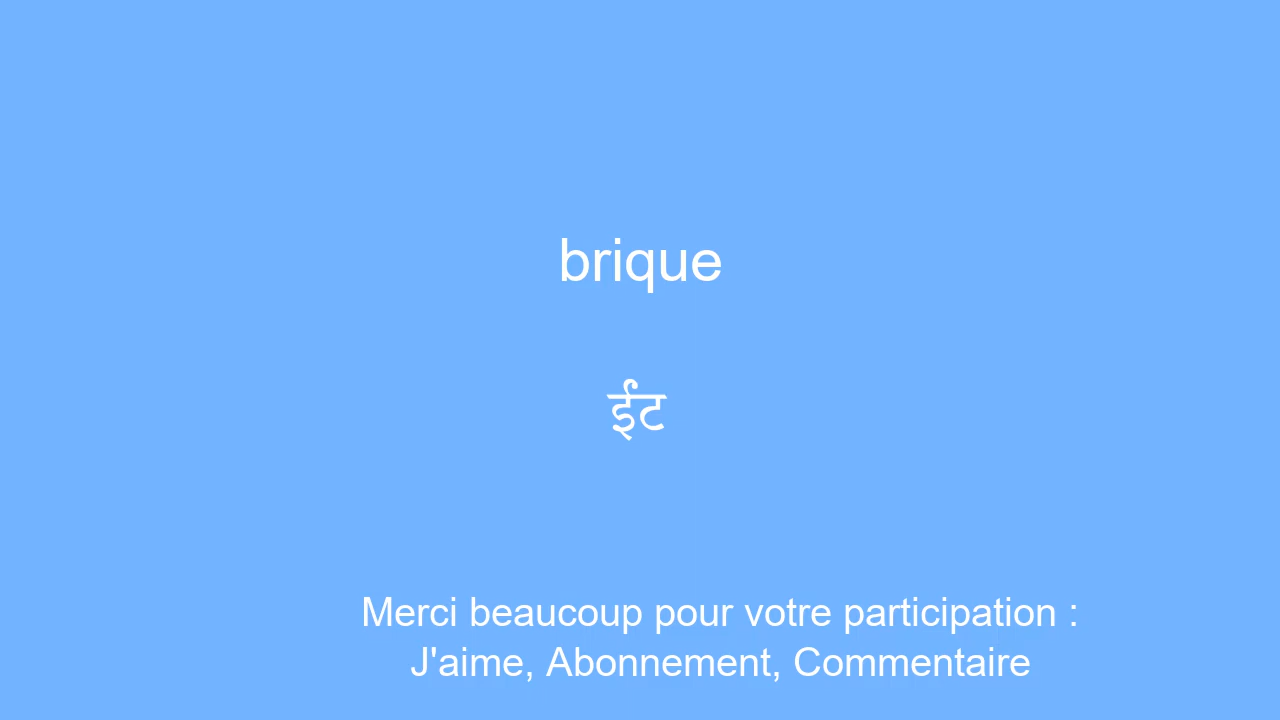 brique
ईंट
Merci beaucoup pour votre participation :
J'aime, Abonnement, Commentaire